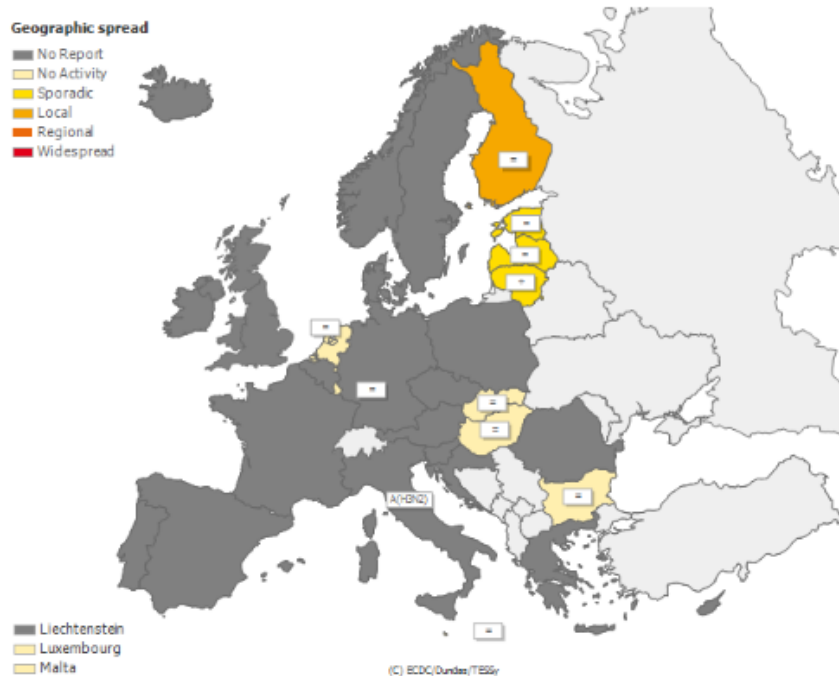 Geographic spread
No Report
No Activity
Sporadic
Local
Regional
Widespread
=
=
=
=
=
=
=
=
A(H3N2)
=
=
Liechtenstein
Luxembourg
Malta
(C) ECDC/Dundas/TESSy